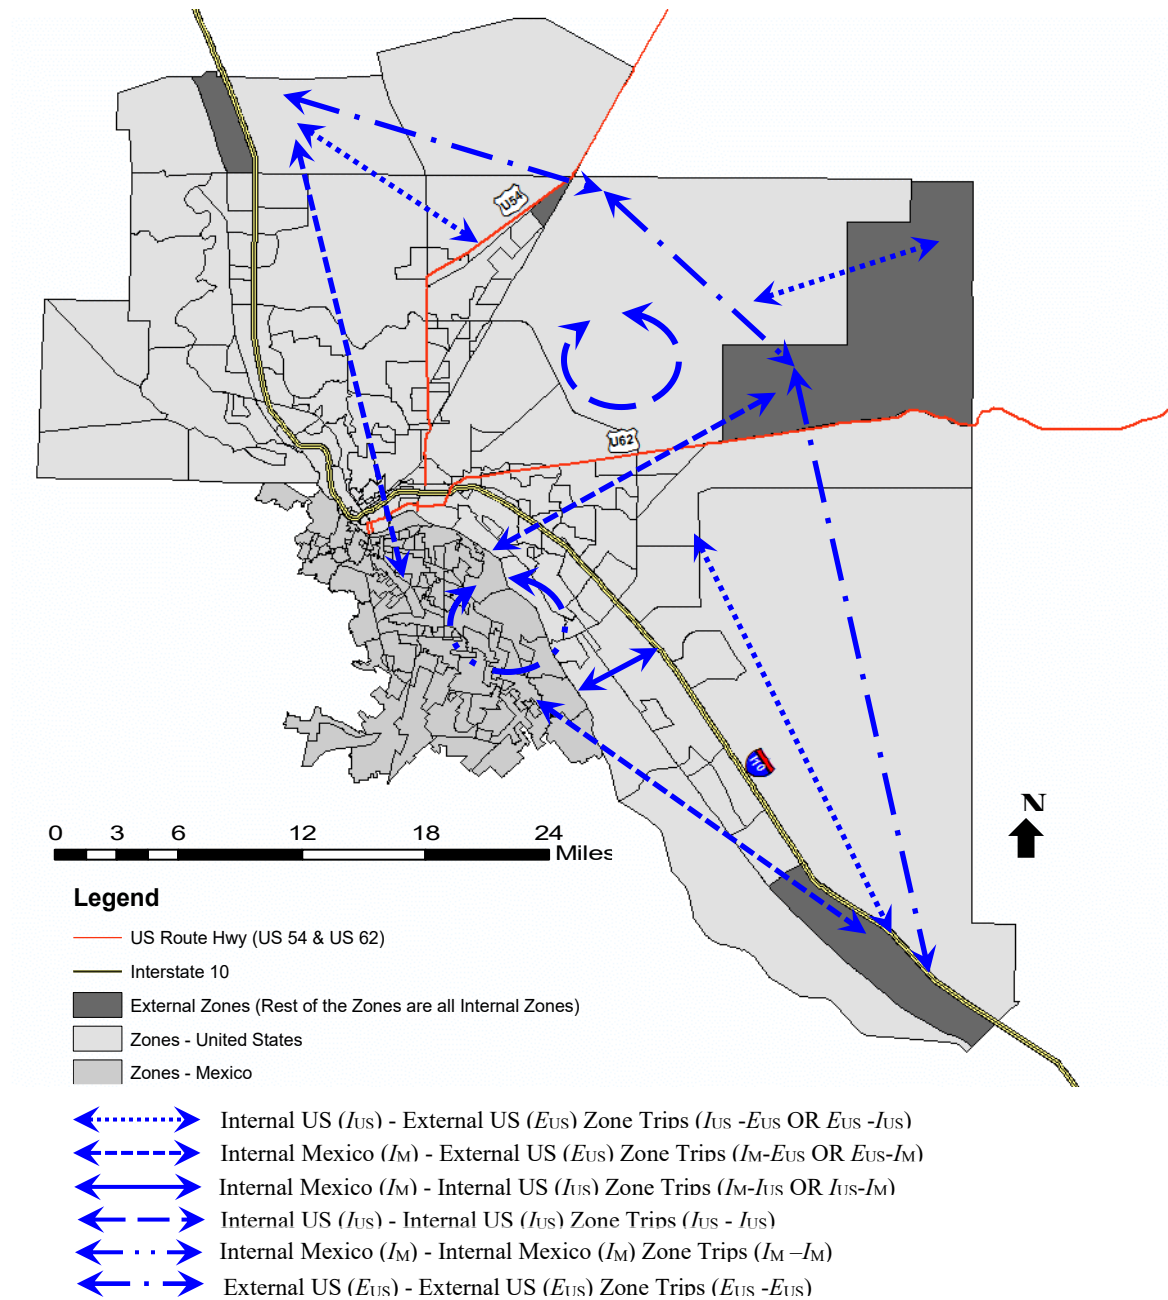 U54
U62
I10
N
0 3 6 12 18 24
Miles
Legend
US Route Hwy (US 54 & US 62)
Interstate 10
External Zones (Rest of the Zones are all Internal Zones)
Zones - United States
Zones - Mexico
Internal US (IUS) - External US (EUS) Zone Trips (IUS -EUS OR EUS -IUS)
Internal Mexico (IM) - External US (EUS) Zone Trips (IM-EUS OR EUS-IM)
Internal Mexico (IM) - Internal US (IUS) Zone Trips (IM-IUS OR IUS-IM)
Internal US (IUS) - Internal US (IUS) Zone Trips (IUS - IUS)
Internal Mexico (IM) - Internal Mexico (IM) Zone Trips (IM –IM)
External US (EUS) - External US (EUS) Zone Trips (EUS -EUS)